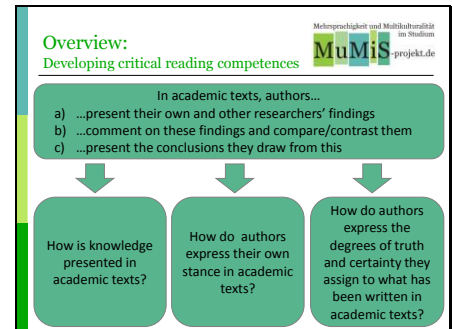 Mehrsprachigkeit und Multikulturalität
im Studium
MuMiS-projekt.de
Overview:
Developing critical reading competences
In academic texts, authors…
a) …present their own and other researchers’ findings
b) …comment on these findings and compare/contrast them
c) …present the conclusions they draw from this
How is knowledge
presented in
academic texts?
How do authors
express their own
stance in academic
texts?
How do authors
express the
degrees of truth
and certainty they
assign to what has
been written in
academic texts?